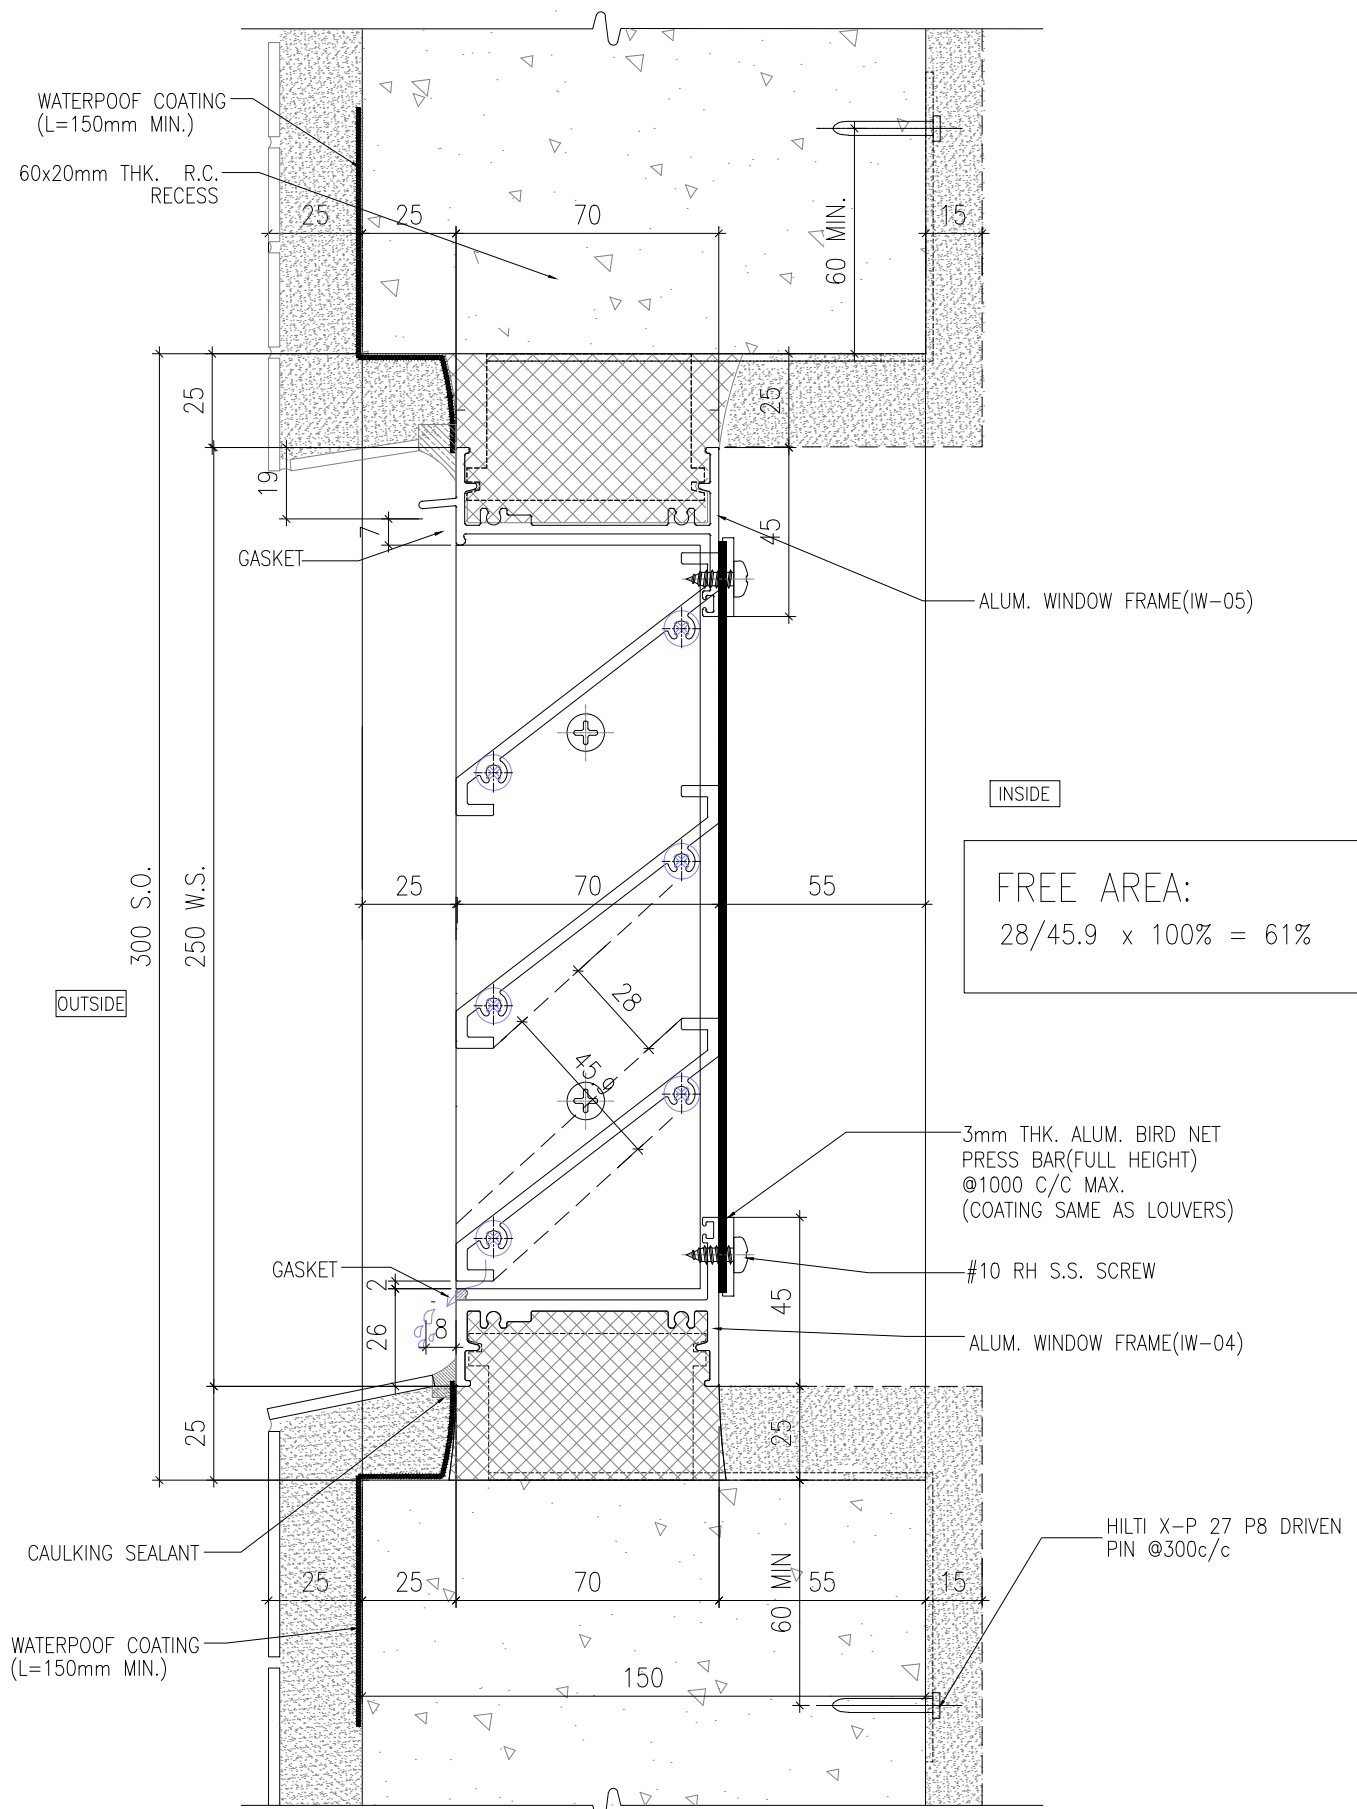 WATERPOOF COATING
(L=150mm MIN.)
60x20mm THK. R.C.
RECESS
25
25
70
60 MIN.
15
25
25
19
7
45
GASKET
ALUM. WINDOW FRAME(IW-05)
INSIDE
300 S.O.
250 W.S.
25
70
55
FREE AREA:
28/45.9 x 100% = 61%
OUTSIDE
28
45.9
3mm THK. ALUM. BIRD NET
PRESS BAR(FULL HEIGHT)
@1000 C/C MAX.
(COATING SAME AS LOUVERS)
GASKET
2
#10 RH S.S. SCREW
45
26
8
ALUM. WINDOW FRAME(IW-04)
25
25
HILTI X-P 27 P8 DRIVEN
PIN @300c/c
CAULKING SEALANT
25
25
70
60 MIN
55
15
WATERPOOF COATING
(L=150mm MIN.)
150